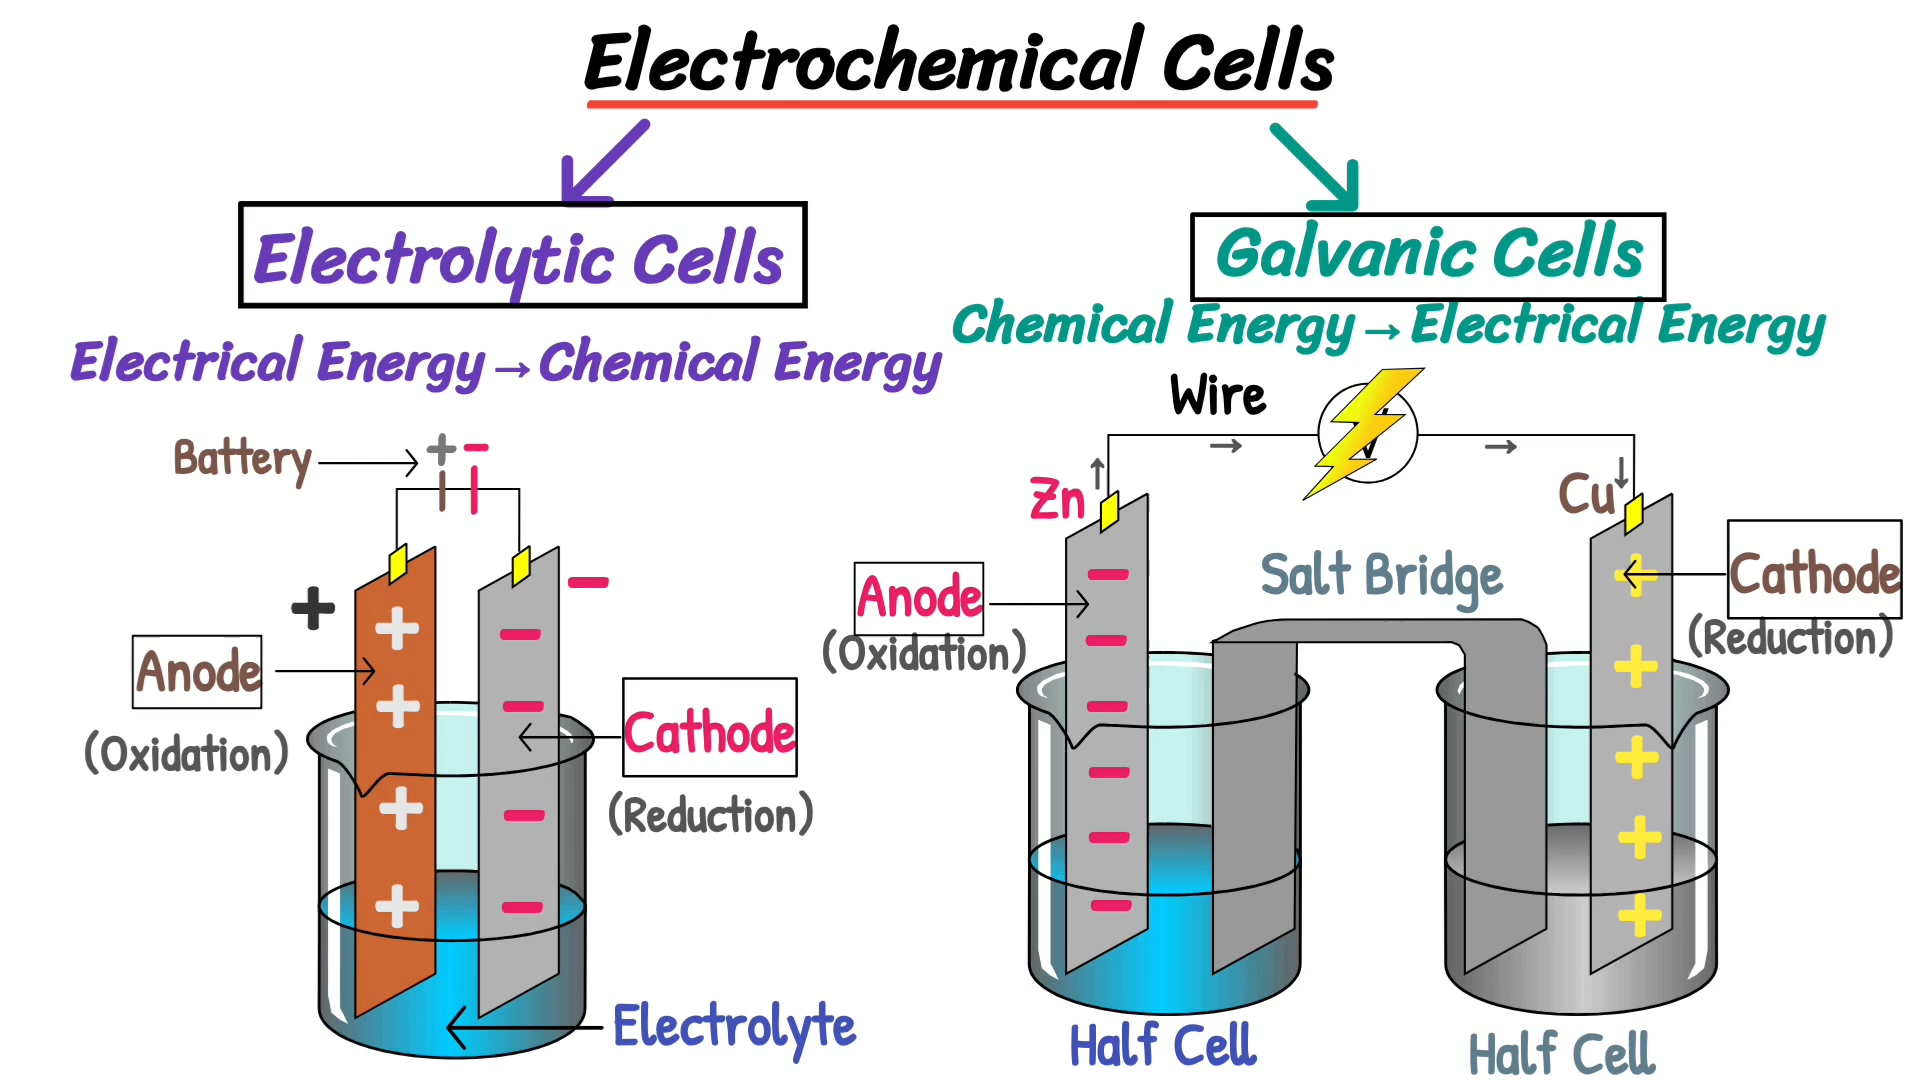 Electrochemical Cells
Electrolytic Cells
Electrical Energy → Chemical Energy
Battery
+ −
+
−
Anode
(Oxidation)
Cathode
(Reduction)
Electrolyte
Galvanic Cells
Chemical Energy → Electrical Energy
Wire
V
Zn
Cu
Anode
(Oxidation)
Salt Bridge
Cathode
(Reduction)
Half Cell
Half Cell